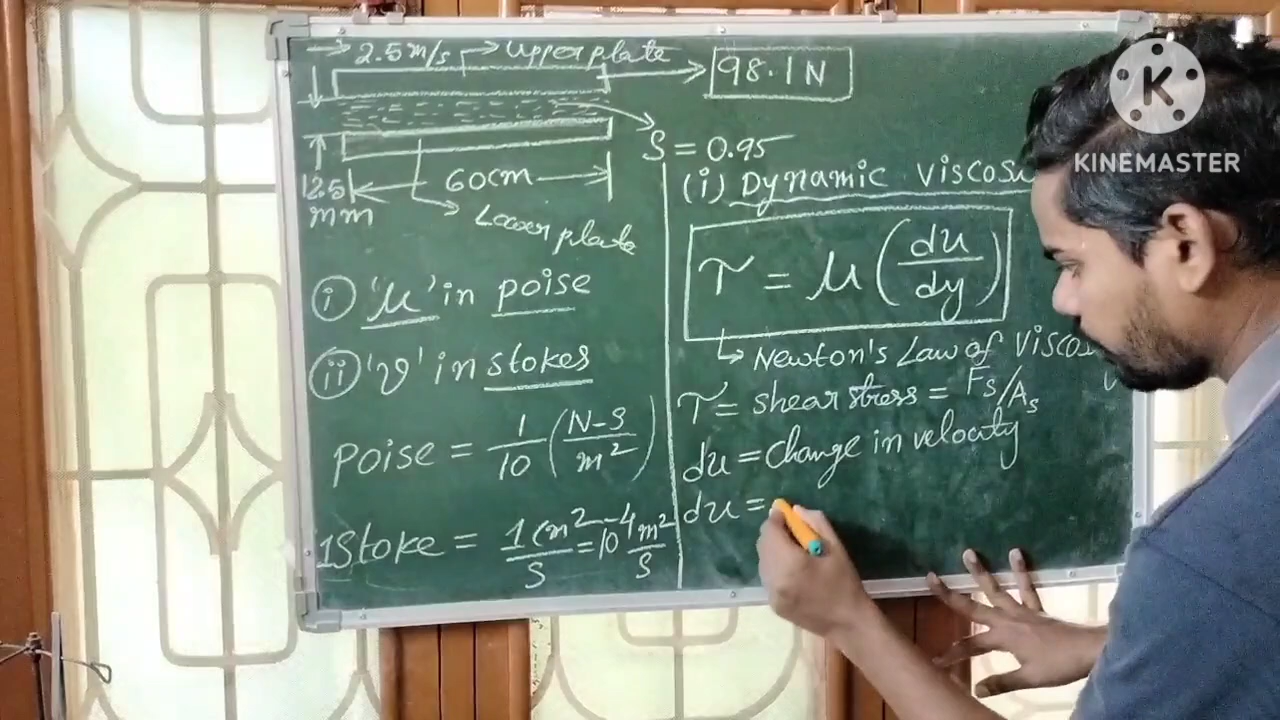 2.5 m/s Upper plate 98.1 N
S = 0.95
12.5 mm 60cm
Lower plate
(i) 'μ' in poise
(ii) 'ν' in stokes
poise = 1/10 (N-S/m²)
1 Stoke = 1 cm²/S = 10⁻⁴ m²/S
(i) Dynamic Viscosi
τ = μ (du/dy)
Newton's Law of Viscos
τ = shear stress = Fs/As
du = Change in velocity
du =
K
KINEMASTER